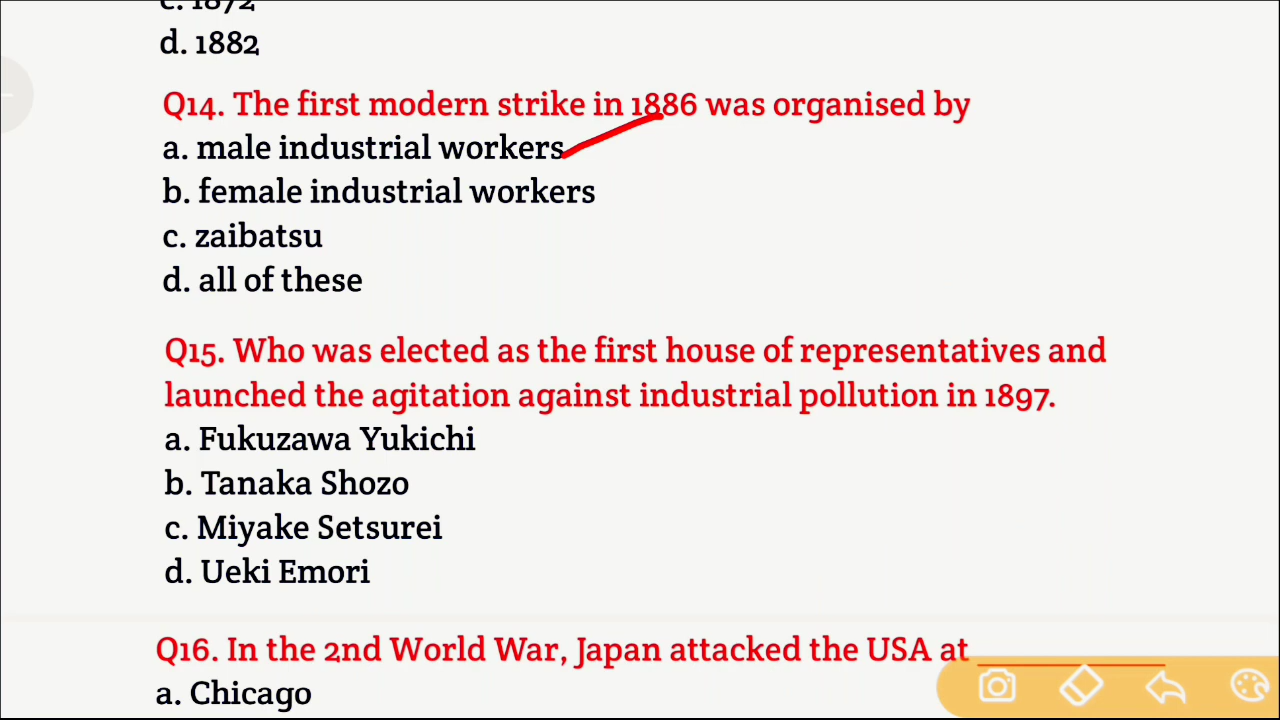 c. 1872
d. 1882
Q14. The first modern strike in 1886 was organised by
a. male industrial workers
b. female industrial workers
c. zaibatsu
d. all of these
Q15. Who was elected as the first house of representatives and
launched the agitation against industrial pollution in 1897.
a. Fukuzawa Yukichi
b. Tanaka Shozo
c. Miyake Setsurei
d. Ueki Emori
Q16. In the 2nd World War, Japan attacked the USA at ___________
a. Chicago